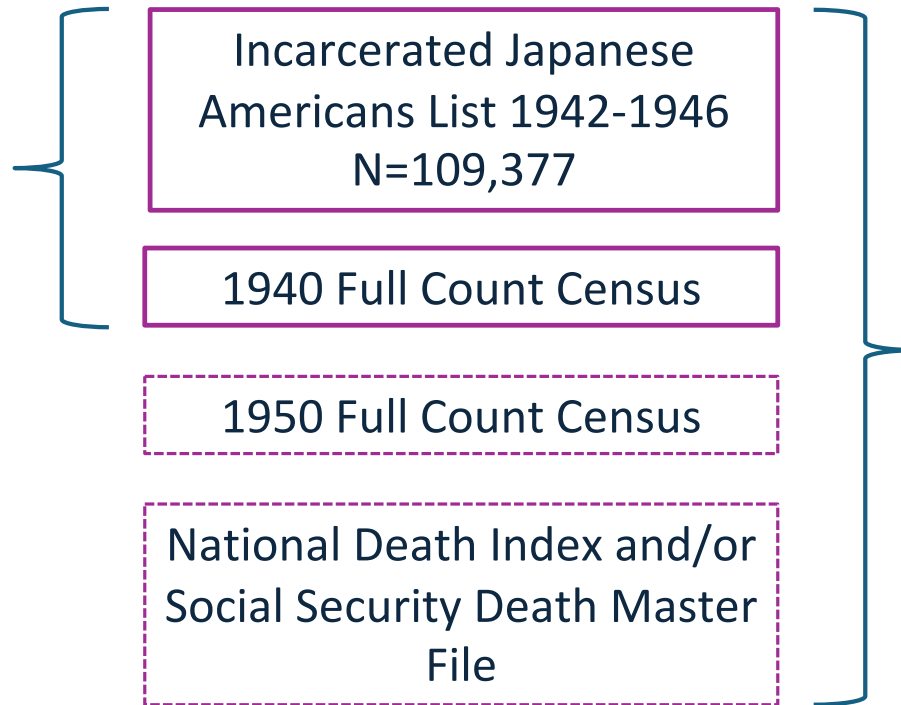 Incarcerated Japanese
Americans List 1942-1946
N=109,377
1940 Full Count Census
1950 Full Count Census
National Death Index and/or
Social Security Death Master
File